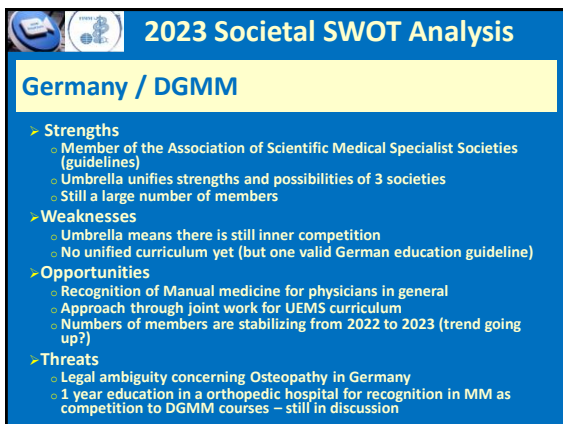 2023 Societal SWOT Analysis
Germany / DGMM
➢ Strengths
o Member of the Association of Scientific Medical Specialist Societies
(guidelines)
o Umbrella unifies strengths and possibilities of 3 societies
o Still a large number of members
➢Weaknesses
o Umbrella means there is still inner competition
o No unified curriculum yet (but one valid German education guideline)
➢Opportunities
o Recognition of Manual medicine for physicians in general
o Approach through joint work for UEMS curriculum
o Numbers of members are stabilizing from 2022 to 2023 (trend going
up?)
➢Threats
o Legal ambiguity concerning Osteopathy in Germany
o 1 year education in a orthopedic hospital for recognition in MM as
competition to DGMM courses – still in discussion